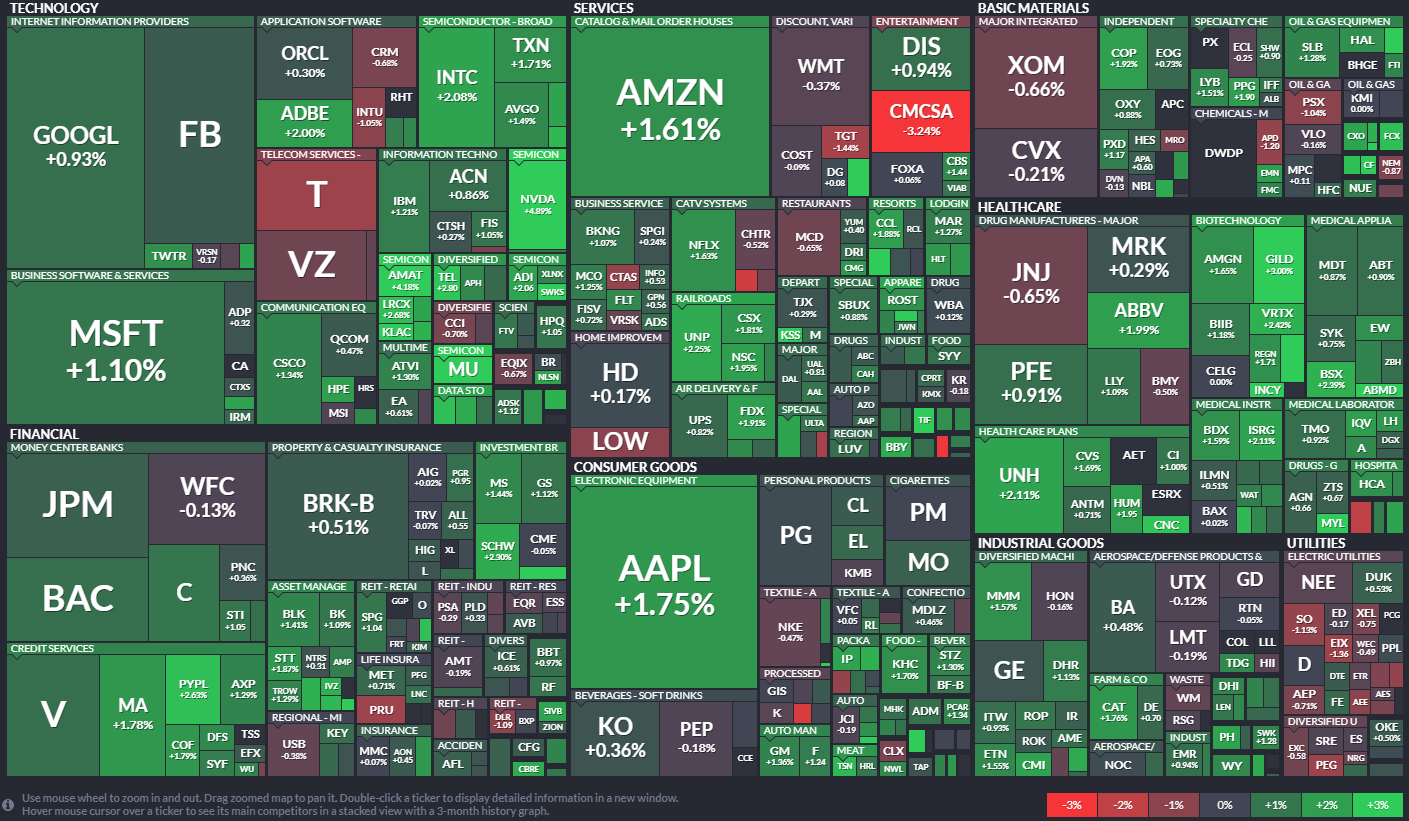 TECHNOLOGY
INTERNET INFORMATION PROVIDERS
GOOGL
+0.93%
FB
TWTR
VRSN
-0.17
APPLICATION SOFTWARE
ORCL
+0.30%
CRM
-0.68%
ADBE
+2.00%
INTU
-1.05%
RHT
SEMICONDUCTOR - BROAD
INTC
+2.08%
TXN
+1.71%
AVGO
+1.49%
TELECOM SERVICES -
T
VZ
INFORMATION TECHNO
IBM
+1.21%
ACN
+0.86%
CTSH
+0.27%
FIS
+1.05%
SEMICON
NVDA
+4.89%
BUSINESS SOFTWARE & SERVICES
MSFT
+1.10%
ADP
+0.32
CA
CTXS
IRM
COMMUNICATION EQ
CSCO
+1.34%
QCOM
+0.47%
HPE
HRS
MSI
SEMICON
AMAT
+4.18%
LRCX
+2.68%
KLAC
DIVERSIFIED
TEL
+2.80
APH
SEMICON
ADI
+2.06
XLNX
SWKS
DIVERSIFIE
CCI
0.70%
SCIEN
FTV
HPQ
+1.05
MULTIME
ATVI
+1.30%
EA
+0.61%
SEMICON
MU
DATA STO
EQIX
-0.67%
BR
NLSN
ADSK
+1.12
FINANCIAL
MONEY CENTER BANKS
JPM
WFC
-0.13%
BAC
C
PNC
+0.36%
STI
+1.05
PROPERTY & CASUALTY INSURANCE
BRK-B
+0.51%
AIG
+0.02%
PGR
+0.95
TRV
-0.07%
ALL
+0.55
HIG
XL
L
INVESTMENT BR
MS
+1.44%
GS
+1.12%
SCHW
+2.30%
CME
-0.05%
CREDIT SERVICES
V
MA
+1.78%
PYPL
+2.63%
AXP
+1.29%
COF
+1.79%
DFS
TSS
SYF
EFX
WU
ASSET MANAGE
BLK
+1.41%
BK
+1.09%
STT
+1.87%
NTRS
+0.31
AMP
TROW
+1.29%
IVZ
REGIONAL - MI
USB
-0.38%
KEY
REIT - RETAI
SPG
+1.04
GGP
O
FRT
KIM
LIFE INSURA
MET
+0.71%
PFG
LNC
PRU
INSURANCE
MMC
+0.07%
AON
+0.45
REIT - INDU
PSA
-0.29
PLD
+0.33
REIT - RES
EQR
ESS
AVB
REIT -
AMT
-0.19%
DIVERS
ICE
+0.61%
BBT
+0.97%
RF
REIT - H
REIT -
DLR
-1.09
BXP
SIVB
ZION
ACCIDEN
AFL
CFG
CBRE
SERVICES
CATALOG & MAIL ORDER HOUSES
AMZN
+1.61%
DISCOUNT, VARI
WMT
-0.37%
COST
-0.09%
TGT
-1.44%
DG
+0.08
ENTERTAINMENT
DIS
+0.94%
CMCSA
-3.24%
FOXA
+0.06%
CBS
+1.44
VIAB
BUSINESS SERVICE
BKNG
+1.07%
SPGI
+0.24%
MCO
+1.25%
CTAS
INFO
+0.53
FLT
GPN
+0.56
FISV
+0.72%
VRSK
ADS
CATV SYSTEMS
NFLX
+1.63%
CHTR
-0.52%
RESTAURANTS
MCD
-0.65%
YUM
+0.40
DRI
CMG
RESORTS
CCL
+1.88%
RCL
LODGIN
MAR
+1.27%
HLT
RAILROADS
UNP
+2.25%
CSX
+1.81%
NSC
+1.95%
DEPART
TJX
+0.29%
KSS
M
SPECIAL
SBUX
+0.88%
APPARE
ROST
JWN
DRUG
WBA
+0.12%
HOME IMPROVEM
HD
+0.17%
LOW
AIR DELIVERY & F
UPS
+0.82%
FDX
+1.91%
MAJOR
DAL
UAL
+0.81
AAL
DRUGS
ABC
CAH
INDUST
FOOD
SYY
CPRT
KMX
KR
-0.18
SPECIAL
ULTA
AUTO P
AZO
AAP
REGION
LUV
TIF
BBY
CONSUMER GOODS
ELECTRONIC EQUIPMENT
AAPL
+1.75%
PERSONAL PRODUCTS
PG
CL
EL
KMB
CIGARETTES
PM
MO
BEVERAGES - SOFT DRINKS
KO
+0.36%
PEP
-0.18%
CCE
TEXTILE - A
NKE
-0.47%
TEXTILE - A
VFC
+0.05
RL
CONFECTIO
MDLZ
+0.46%
PACKA
IP
FOOD -
KHC
+1.70%
BEVER
STZ
+1.30%
BF-B
PROCESSED
GIS
K
AUTO
JCI
-0.19
MHK
ADM
PCAR
+1.34
AUTO MAN
GM
+1.36%
F
+1.24
MEAT
TSN
HRL
CLX
NWL
TAP
BASIC MATERIALS
MAJOR INTEGRATED
XOM
-0.66%
CVX
-0.21%
INDEPENDENT
COP
+1.92%
EOG
+0.73%
OXY
+0.88%
APC
PXD
+1.17
HES
MRO
APA
+0.60
DVN
-0.13
NBL
SPECIALTY CHE
PX
ECL
-0.25
SHW
+0.90
LYB
+1.51%
PPG
+1.90
IFF
ALB
CHEMICALS - M
DWDP
APD
-1.20
EMN
FMC
OIL & GAS EQUIPMEN
SLB
+1.28%
HAL
BHGE
FTI
OIL & GA
PSX
-1.04%
VLO
-0.16%
MPC
+0.11
HFC
OIL & GAS
KMI
0.00%
CXO
FCX
CF
NEM
-0.87
NUE
HEALTHCARE
DRUG MANUFACTURERS - MAJOR
JNJ
-0.65%
MRK
+0.29%
ABBV
+1.99%
PFE
+0.91%
LLY
+1.09%
BMY
-0.50%
BIOTECHNOLOGY
AMGN
+1.65%
GILD
+3.00%
BIIB
+1.18%
VRTX
+2.42%
CELG
0.00%
REGN
+1.71
INCY
MEDICAL APPLIA
MDT
+0.87%
ABT
+0.90%
SYK
+0.75%
EW
BSX
+2.39%
ZBH
ABMD
HEALTH CARE PLANS
UNH
+2.11%
CVS
+1.69%
AET
CI
+1.00%
ANTM
+0.71%
HUM
+1.95
ESRX
CNC
MEDICAL INSTR
BDX
+1.59%
ISRG
+2.11%
ILMN
+0.51%
WAT
BAX
+0.02%
MEDICAL LABORATOR
TMO
+0.92%
IQV
LH
A
DGX
DRUGS - G
AGN
+0.66
ZTS
+0.67
MYL
HOSPITA
HCA
INDUSTRIAL GOODS
DIVERSIFIED MACHI
MMM
+1.57%
HON
-0.16%
GE
DHR
+1.13%
ITW
+0.93%
ROP
IR
ROK
AME
ETN
+1.55%
CMI
AEROSPACE/DEFENSE PRODUCTS &
BA
+0.48%
UTX
-0.12%
GD
RTN
-0.05%
LMT
-0.19%
COL
LLL
TDG
HII
FARM & CO
CAT
+1.76%
DE
+0.70
AEROSPACE/
NOC
WASTE
WM
RSG
INDUST
EMR
+0.94%
DHI
LEN
PH
SWK
+1.28
WY
UTILITIES
ELECTRIC UTILITIES
NEE
DUK
+0.53%
SO
-1.13%
ED
-0.17
XEL
-0.75
PCG
D
EIX
-1.36
WEC
-0.49
PPL
DTE
ETR
AEP
-0.71%
FE
AEE
AES
DIVERSIFIED U
EXC
-0.58
SRE
ES
OKE
+0.50%
PEG
NRG
Use mouse wheel to zoom in and out. Drag zoomed map to pan it. Double-click a ticker to display detailed information in a new window.
Hover mouse cursor over a ticker to see its main competitors in a stacked view with a 3-month history graph.
-3%
-2%
-1%
0%
+1%
+2%
+3%